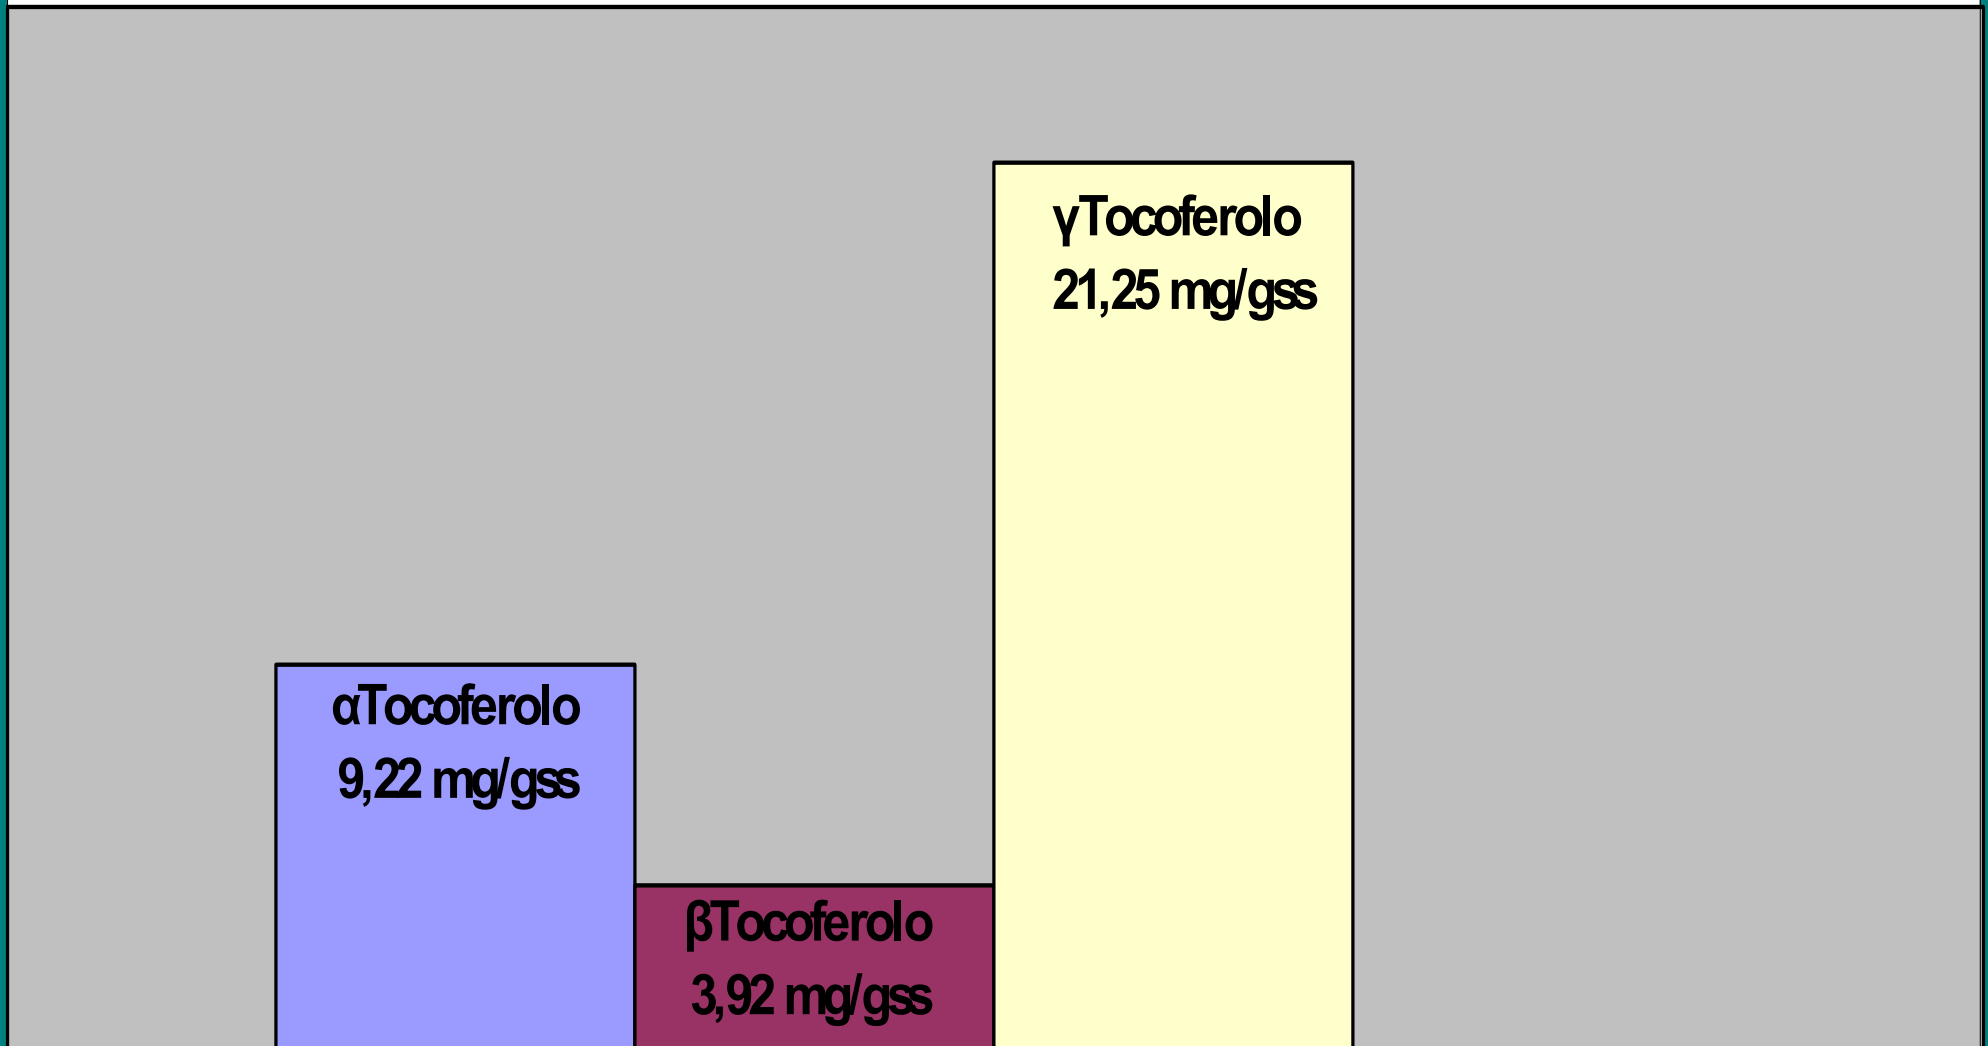 γTocoferolo
21,25 mg/gss
αTocoferolo
9,22 mg/gss
βTocoferolo
3,92 mg/gss